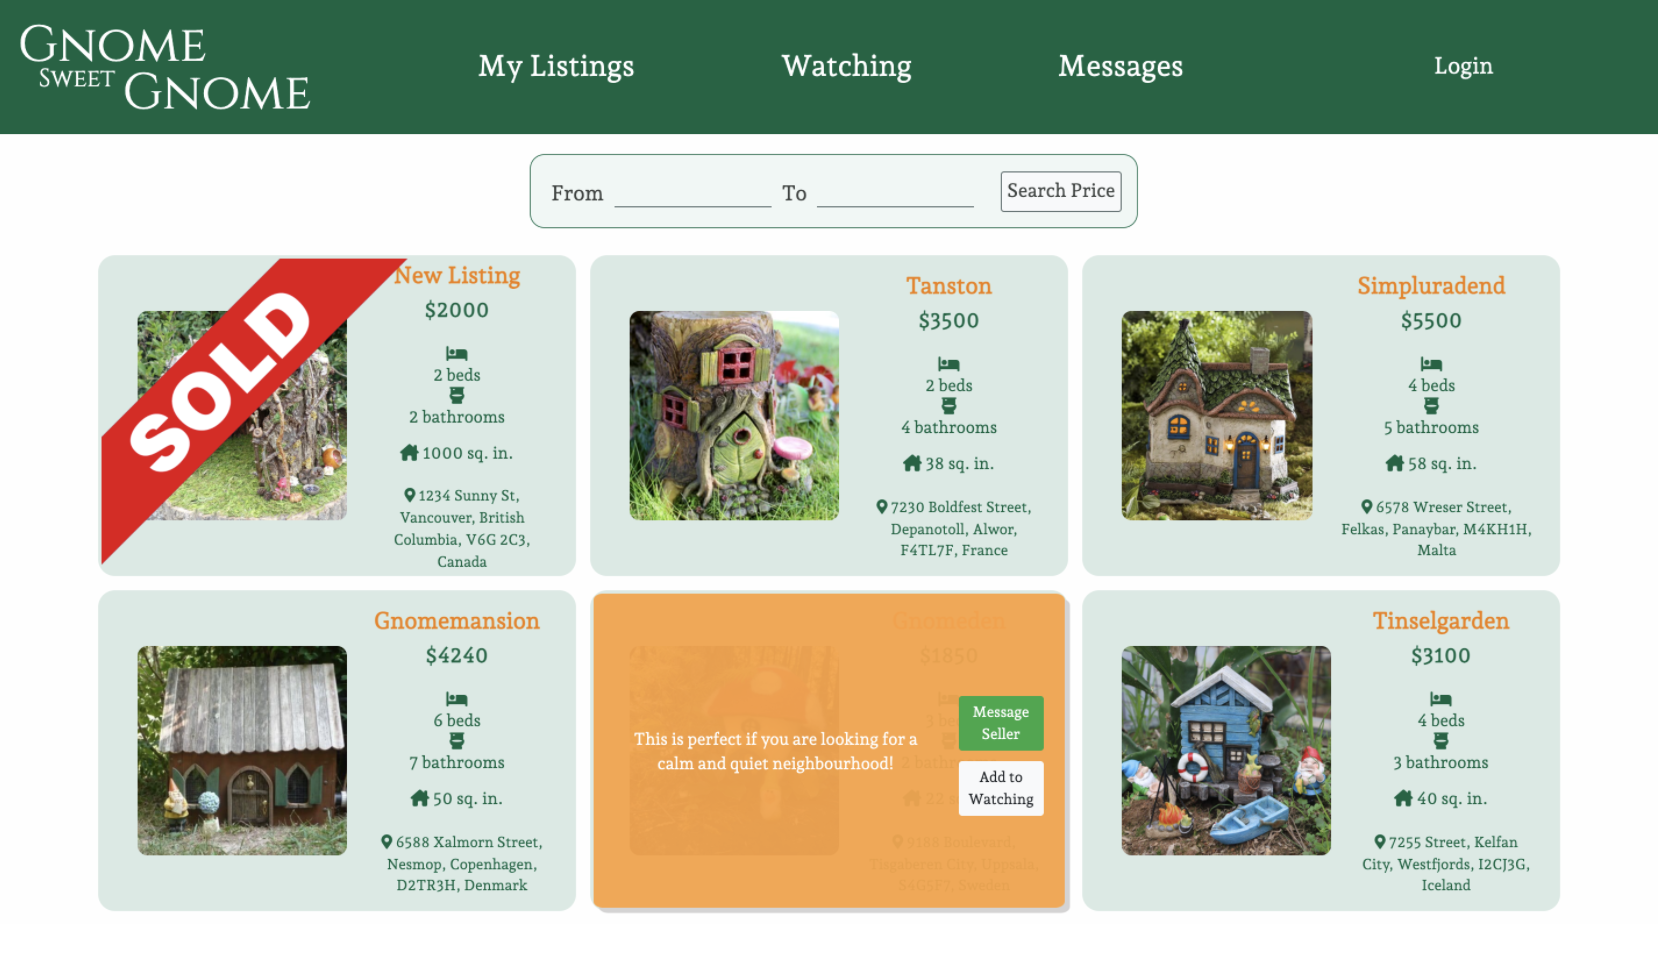 GNOME
SWEET GNOME
My Listings
Watching
Messages
Login
From
To
Search Price
SOLD
New Listing
$2000
2 beds
2 bathrooms
1000 sq. in.
1234 Sunny St,
Vancouver, British
Columbia, V6G 2C3,
Canada
Tanston
$3500
2 beds
4 bathrooms
38 sq. in.
7230 Boldfest Street,
Depanotoll, Alwor,
F4TL7F, France
Simpluradend
$5500
4 beds
5 bathrooms
58 sq. in.
6578 Wreser Street,
Felkas, Panaybar, M4KH1H,
Malta
Gnomemansion
$4240
6 beds
7 bathrooms
50 sq. in.
6588 Xalmorn Street,
Nesmop, Copenhagen,
D2TR3H, Denmark
Gnomeden
$1850
This is perfect if you are looking for a
calm and quiet neighbourhood!
Message
Seller
Add to
Watching
Boulevard,
City, Uppsala,
Sweden
Tinselgarden
$3100
4 beds
3 bathrooms
40 sq. in.
7255 Street, Kelfan
City, Westfjords, I2CJ3G,
Iceland